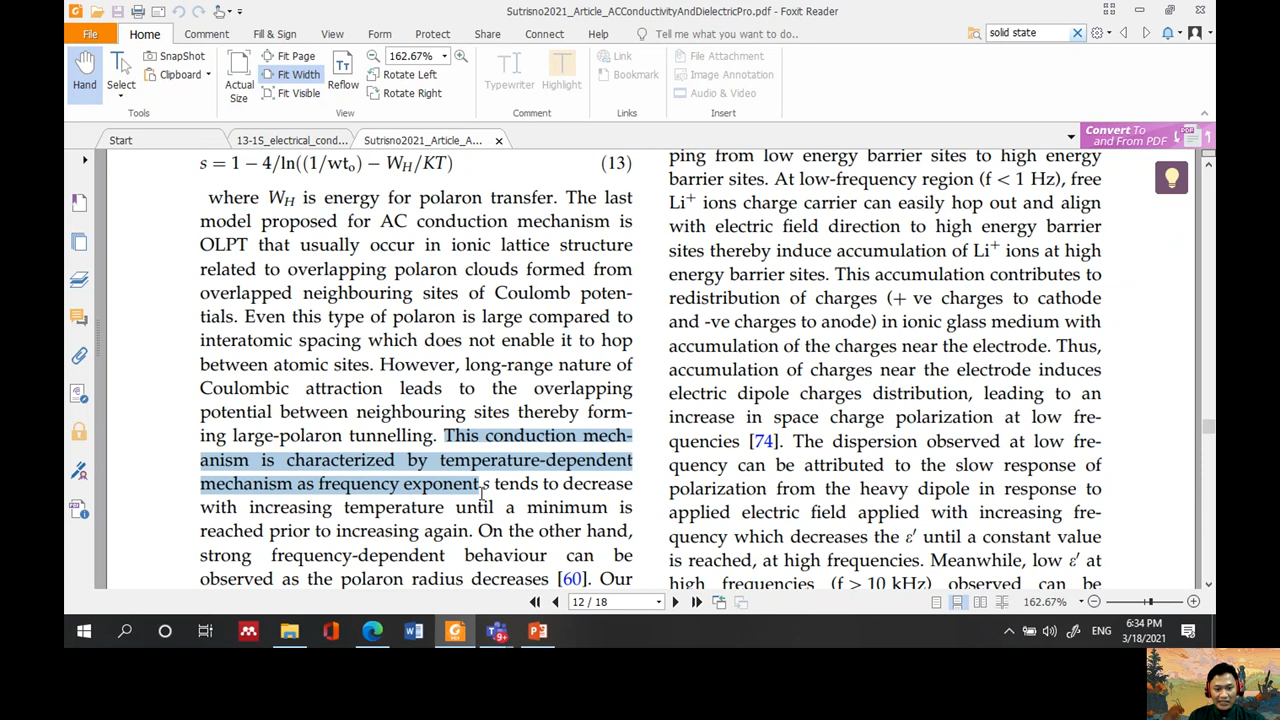 Sutrisno2021_Article_ACConductivityAndDielectricPro.pdf - Foxit Reader
File
Home
Comment
Fill & Sign
View
Form
Protect
Share
Connect
Help
Tell me what you want to do..
solid state
Hand
Select
SnapShot
Clipboard
Tools
Actual
Size
Fit Page
Fit Width
Fit Visible
Reflow
162.67%
Rotate Left
Rotate Right
View
Typewriter
Highlight
Comment
Link
Bookmark
Links
File Attachment
Image Annotation
Audio & Video
Insert
Start
13-1S_electrical_cond...
Sutrisno2021_Article_A...
Convert To
and From PDF
s = 1 − 4/ln((1/wt₀) − W_H/KT) (13)
where W_H is energy for polaron transfer. The last
model proposed for AC conduction mechanism is
OLPT that usually occur in ionic lattice structure
related to overlapping polaron clouds formed from
overlapped neighbouring sites of Coulomb poten-
tials. Even this type of polaron is large compared to
interatomic spacing which does not enable it to hop
between atomic sites. However, long-range nature of
Coulombic attraction leads to the overlapping
potential between neighbouring sites thereby form-
ing large-polaron tunnelling. This conduction mech-
anism is characterized by temperature-dependent
mechanism as frequency exponent s tends to decrease
with increasing temperature until a minimum is
reached prior to increasing again. On the other hand,
strong frequency-dependent behaviour can be
observed as the polaron radius decreases [60]. Our
ping from low energy barrier sites to high energy
barrier sites. At low-frequency region (f < 1 Hz), free
Li⁺ ions charge carrier can easily hop out and align
with electric field direction to high energy barrier
sites thereby induce accumulation of Li⁺ ions at high
energy barrier sites. This accumulation contributes to
redistribution of charges (+ ve charges to cathode
and -ve charges to anode) in ionic glass medium with
accumulation of the charges near the electrode. Thus,
accumulation of charges near the electrode induces
electric dipole charges distribution, leading to an
increase in space charge polarization at low fre-
quencies [74]. The dispersion observed at low fre-
quency can be attributed to the slow response of
polarization from the heavy dipole in response to
applied electric field applied with increasing fre-
quency which decreases the ε′ until a constant value
is reached, at high frequencies. Meanwhile, low ε′ at
high frequencies (f > 10 kHz) observed can be
12 / 18
162.67%
ENG
6:34 PM
3/18/2021